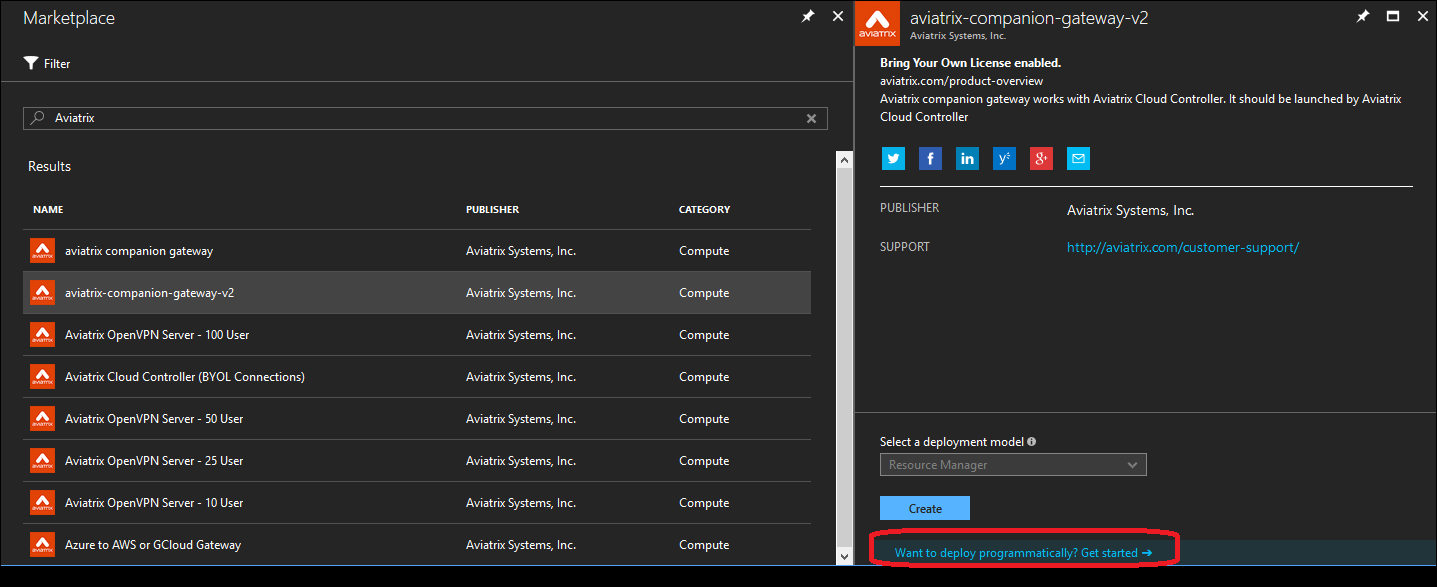 Marketplace
Filter
Aviatrix
Results
NAME PUBLISHER CATEGORY
aviatrix companion gateway Aviatrix Systems, Inc. Compute
aviatrix-companion-gateway-v2 Aviatrix Systems, Inc. Compute
Aviatrix OpenVPN Server - 100 User Aviatrix Systems, Inc. Compute
Aviatrix Cloud Controller (BYOL Connections) Aviatrix Systems, Inc. Compute
Aviatrix OpenVPN Server - 50 User Aviatrix Systems, Inc. Compute
Aviatrix OpenVPN Server - 25 User Aviatrix Systems, Inc. Compute
Aviatrix OpenVPN Server - 10 User Aviatrix Systems, Inc. Compute
Azure to AWS or GCloud Gateway Aviatrix Systems, Inc. Compute
aviatrix
aviatrix-companion-gateway-v2
Aviatrix Systems, Inc.
Bring Your Own License enabled.
aviatrix.com/product-overview
Aviatrix companion gateway works with Aviatrix Cloud Controller. It should be launched by Aviatrix
Cloud Controller
PUBLISHER Aviatrix Systems, Inc.
SUPPORT http://aviatrix.com/customer-support/
Select a deployment model
Resource Manager
Create
Want to deploy programmatically? Get started